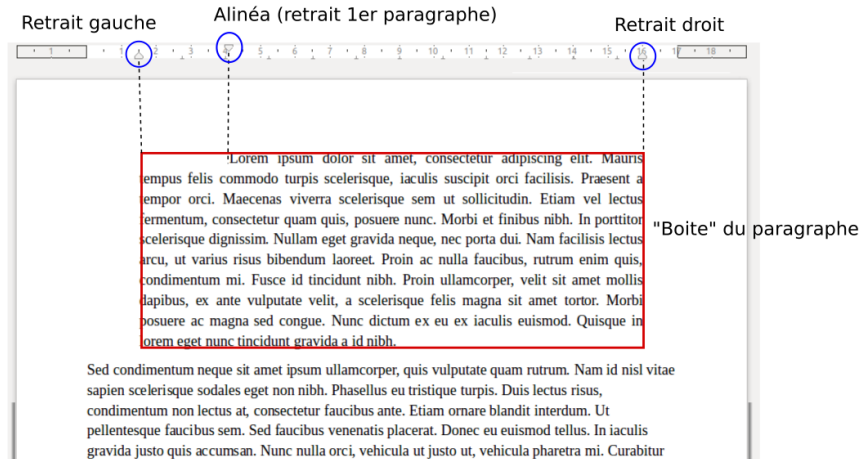 Alinéa (retrait 1er paragraphe)
Retrait gauche
Retrait droit
1 1 2 3 4 5 6 7 8 9 10 11 12 13 14 15 16 17 18
Lorem ipsum dolor sit amet, consectetur adipiscing elit. Mauris
tempus felis commodo turpis scelerisque, iaculis suscipit orci facilisis. Praesent a
tempor orci. Maecenas viverra scelerisque sem ut sollicitudin. Etiam vel lectus
fermentum, consectetur quam quis, posuere nunc. Morbi et finibus nibh. In porttitor
scelerisque dignissim. Nullam eget gravida neque, nec porta dui. Nam facilisis lectus
"Boite" du paragraphe
arcu, ut varius risus bibendum laoreet. Proin ac nulla faucibus, rutrum enim quis,
condimentum mi. Fusce id tincidunt nibh. Proin ullamcorper, velit sit amet mollis
dapibus, ex ante vulputate velit, a scelerisque felis magna sit amet tortor. Morbi
posuere ac magna sed congue. Nunc dictum ex eu ex iaculis euismod. Quisque in
lorem eget nunc tincidunt gravida a id nibh.
Sed condimentum neque sit amet ipsum ullamcorper, quis vulputate quam rutrum. Nam id nisl vitae
sapien scelerisque sodales eget non nibh. Phasellus eu tristique turpis. Duis lectus risus,
condimentum non lectus at, consectetur faucibus ante. Etiam ornare blandit interdum. Ut
pellentesque faucibus sem. Sed faucibus venenatis placerat. Donec eu euismod tellus. In iaculis
gravida justo quis accumsan. Nunc nulla orci, vehicula ut justo ut, vehicula pharetra mi. Curabitur